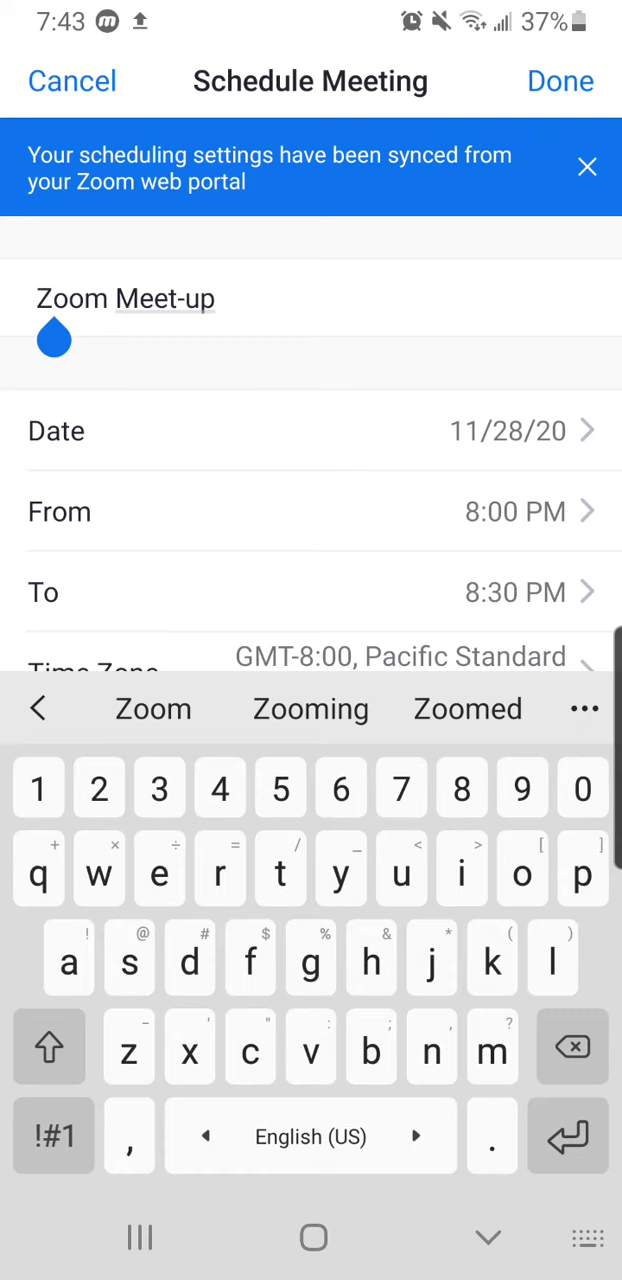 7:43 m 37%
Cancel Schedule Meeting Done
Your scheduling settings have been synced from
your Zoom web portal
Zoom Meet-up
Date 11/28/20
From 8:00 PM
To 8:30 PM
Time Zone GMT-8:00, Pacific Standard
Zoom Zooming Zoomed
1 2 3 4 5 6 7 8 9 0
+ × ÷ = / _ < > [ ]
q w e r t y u i o p
! @ # $ % & * ( )
a s d f g h j k l
- ' " : ; , ?
z x c v b n m
!#1 , English (US) .